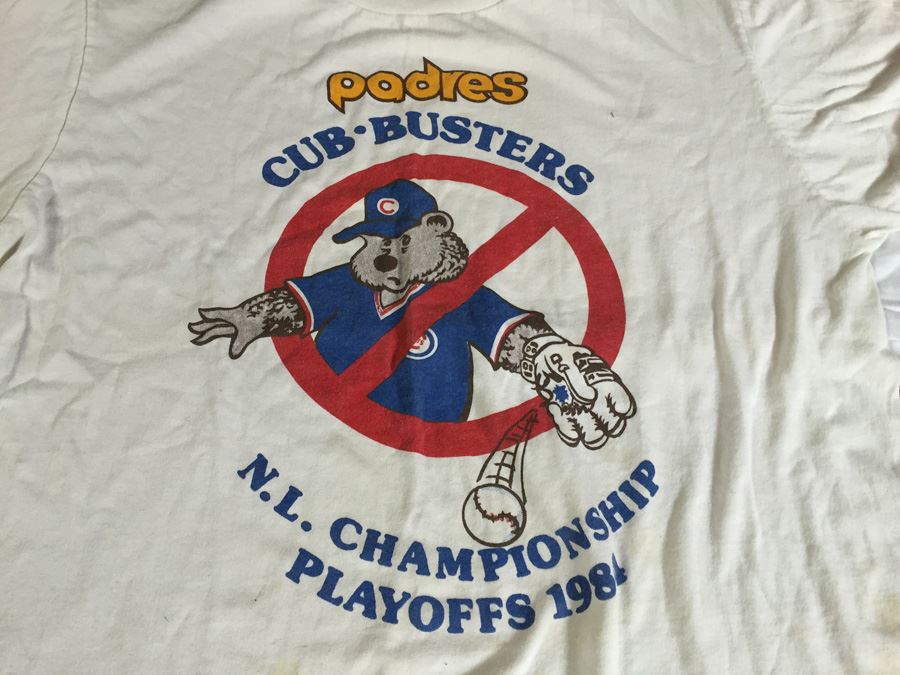 padres
CUB·BUSTERS
C
N.L. CHAMPIONSHIP
PLAYOFFS 1984